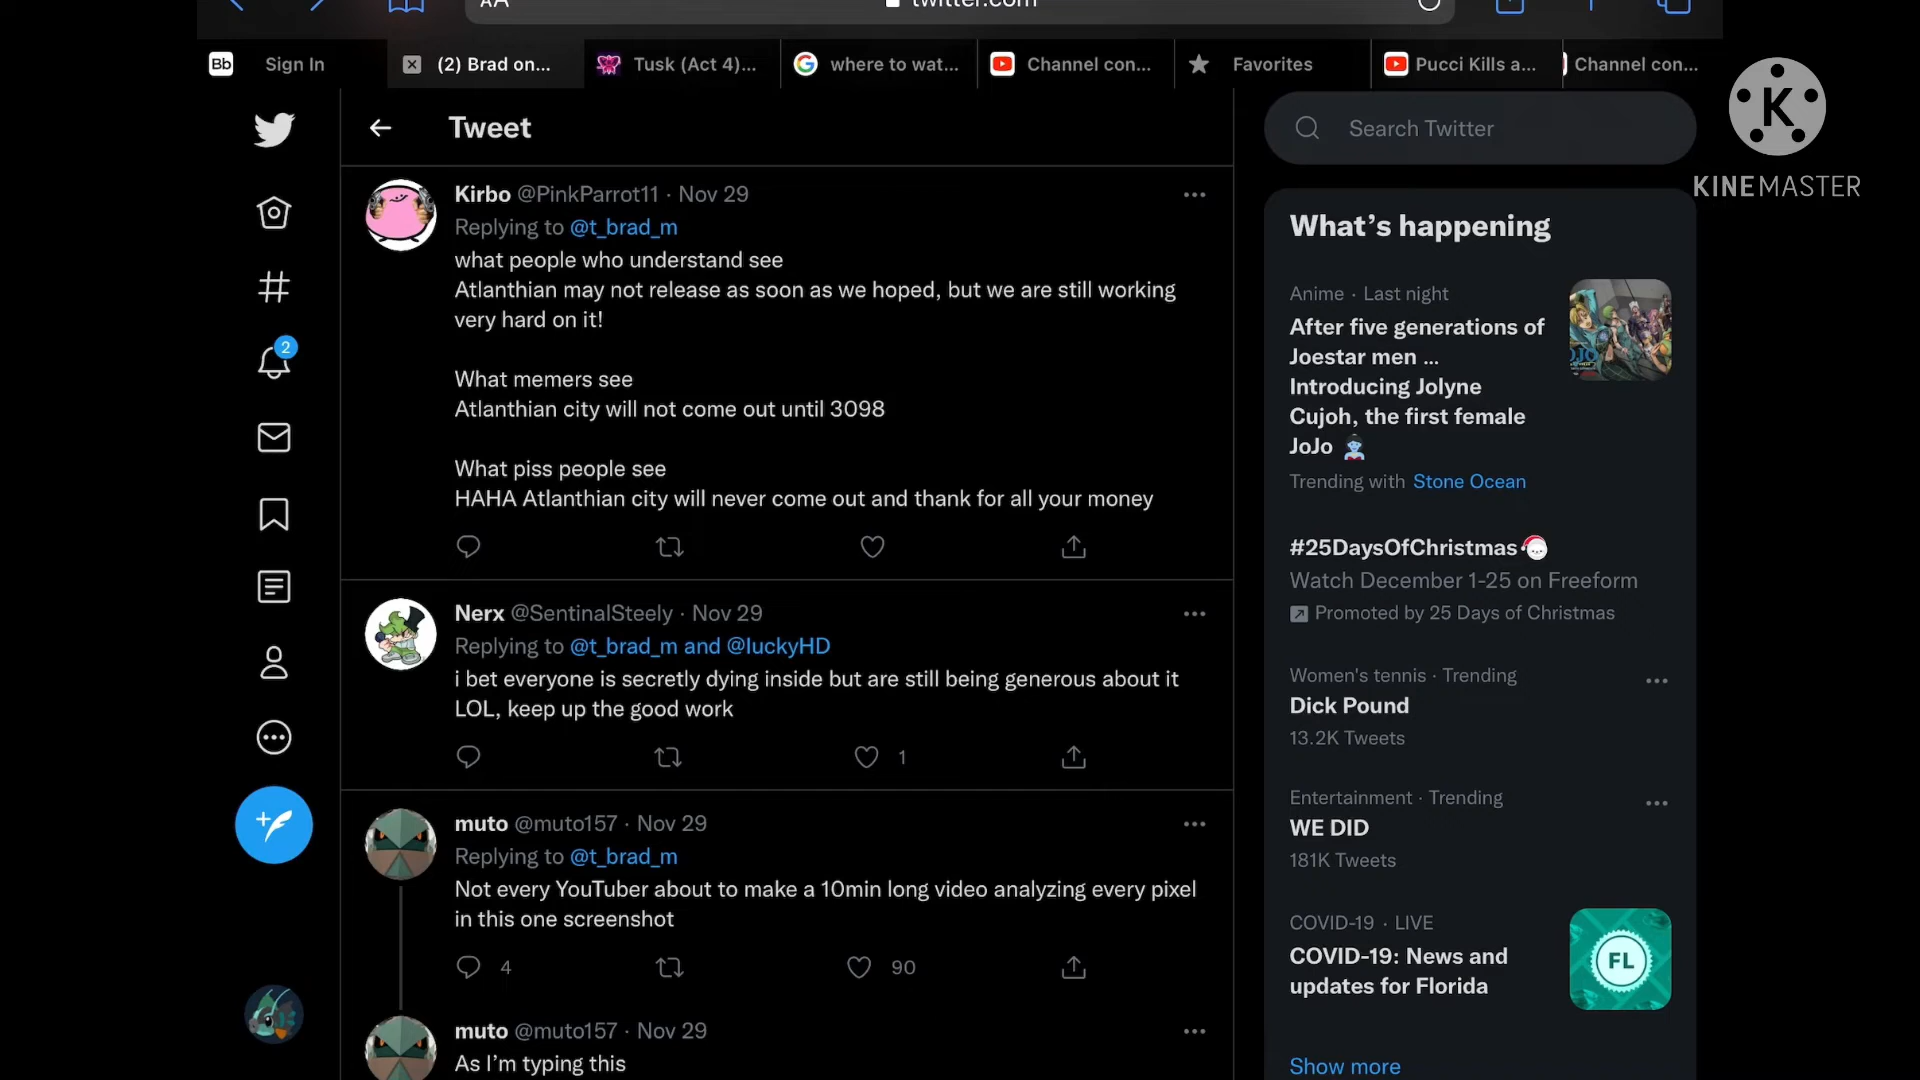 AA
twitter.com
Bb
Sign In
(2) Brad on...
Tusk (Act 4)...
where to wat...
Channel con...
Favorites
Pucci Kills a...
Channel con...
K
KINEMASTER
Tweet
Search Twitter
Kirbo @PinkParrot11 · Nov 29
Replying to @t_brad_m
what people who understand see
Atlanthian may not release as soon as we hoped, but we are still working
very hard on it!
What memers see
Atlanthian city will not come out until 3098
What piss people see
HAHA Atlanthian city will never come out and thank for all your money
2
Nerx @SentinalSteely · Nov 29
Replying to @t_brad_m and @luckyHD
i bet everyone is secretly dying inside but are still being generous about it
LOL, keep up the good work
1
muto @muto157 · Nov 29
Replying to @t_brad_m
Not every YouTuber about to make a 10min long video analyzing every pixel
in this one screenshot
4
90
muto @muto157 · Nov 29
As I’m typing this
What’s happening
Anime · Last night
After five generations of
Joestar men ...
Introducing Jolyne
Cujoh, the first female
JoJo
JOJO
Trending with Stone Ocean
#25DaysOfChristmas
Watch December 1-25 on Freeform
Promoted by 25 Days of Christmas
Women's tennis · Trending
Dick Pound
13.2K Tweets
Entertainment · Trending
WE DID
181K Tweets
COVID-19 · LIVE
COVID-19: News and
updates for Florida
FL
Show more